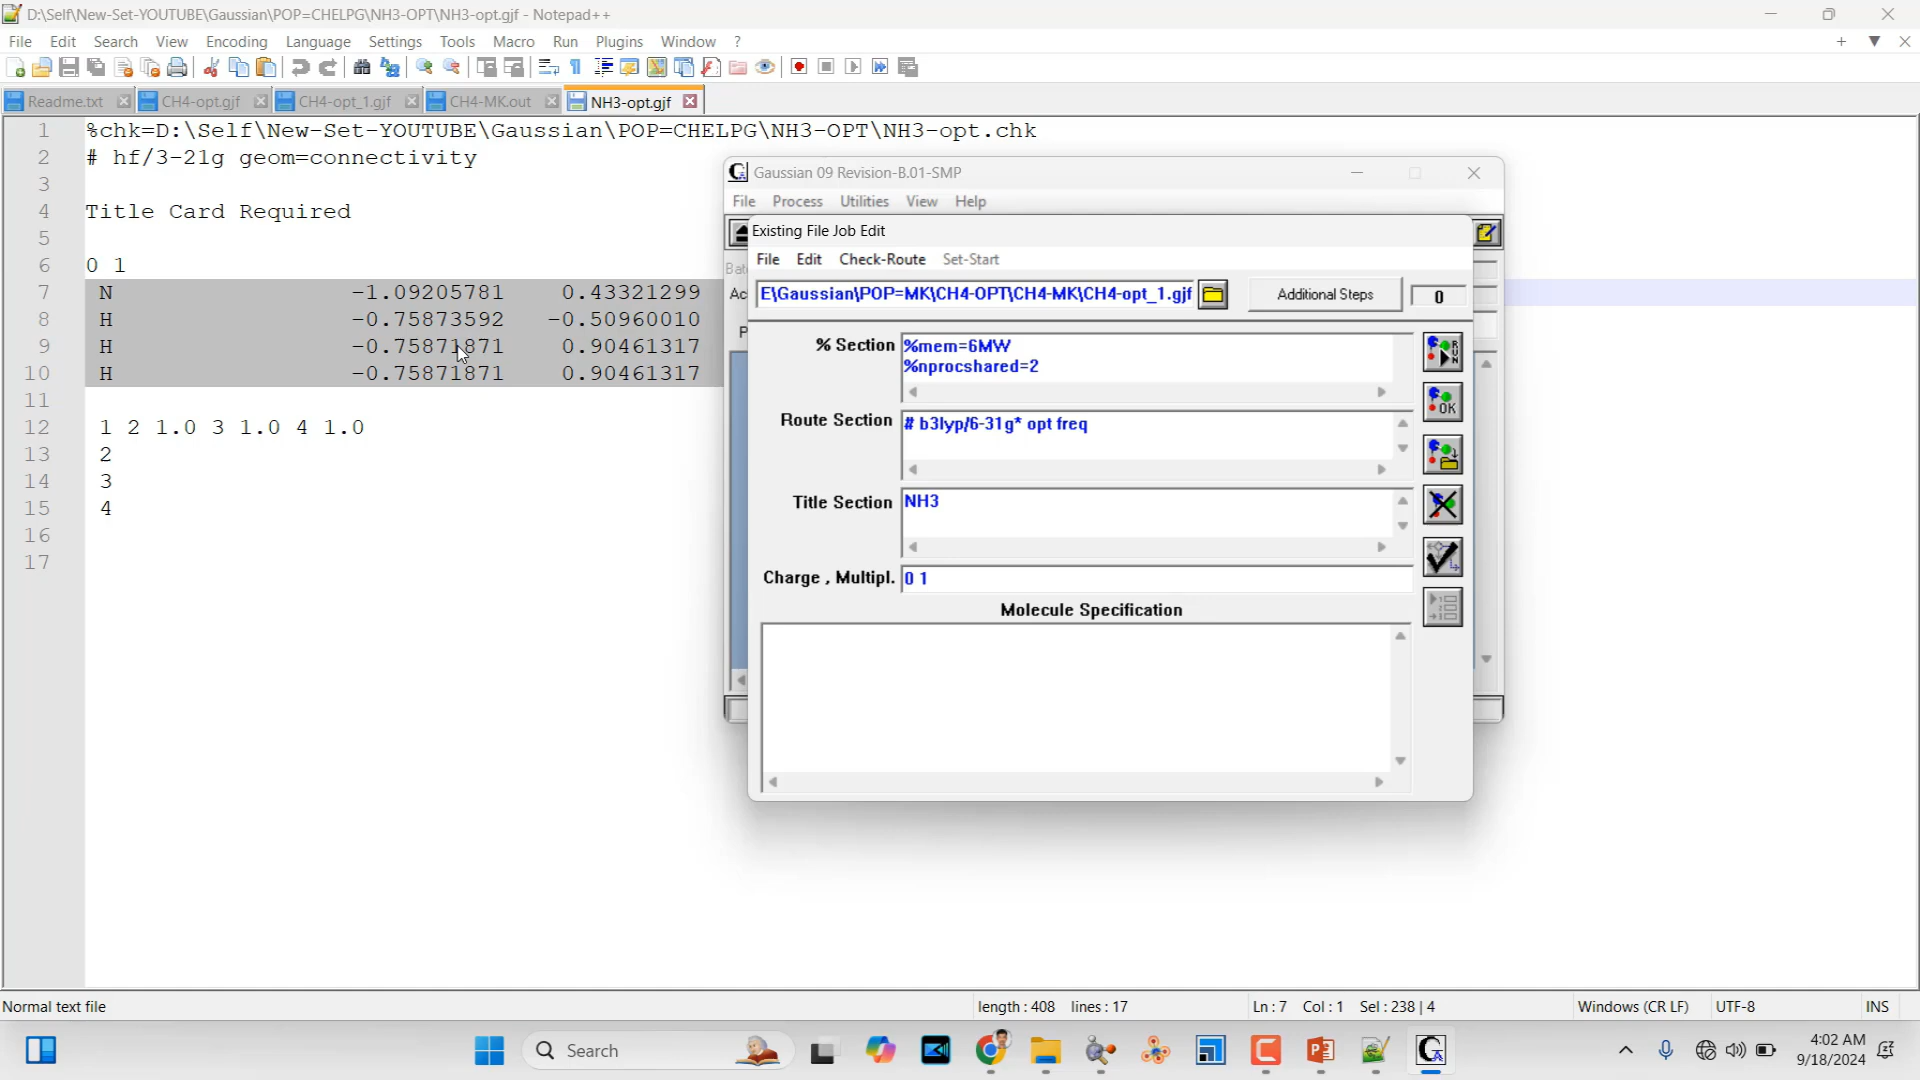 D:\Self\New-Set-YOUTUBE\Gaussian\POP=CHELPG\NH3-OPT\NH3-opt.gjf - Notepad++
File Edit Search View Encoding Language Settings Tools Macro Run Plugins Window ?
Readme.txt CH4-opt.gjf CH4-opt_1.gjf CH4-MK.out NH3-opt.gjf
1 %chk=D:\Self\New-Set-YOUTUBE\Gaussian\POP=CHELPG\NH3-OPT\NH3-opt.chk
2 # hf/3-21g geom=connectivity
3
4 Title Card Required
5
6 0 1
7 N -1.09205781 0.43321299
8 H -0.75873592 -0.50960010
9 H -0.75871871 0.90461317
10 H -0.75871871 0.90461317
11
12 1 2 1.0 3 1.0 4 1.0
13 2
14 3
15 4
16
17
Gaussian 09 Revision-B.01-SMP
File Process Utilities View Help
Existing File Job Edit
File Edit Check-Route Set-Start
E\Gaussian\POP=MK\CH4-OPT\CH4-MK\CH4-opt_1.gjf Additional Steps 0
% Section %mem=6MW
%nprocshared=2
Route Section # b3lyp/6-31g* opt freq
Title Section NH3
Charge , Multipl. 0 1
Molecule Specification
RUN
OK
Normal text file length : 408 lines : 17 Ln : 7 Col : 1 Sel : 238 | 4 Windows (CR LF) UTF-8 INS
Search
4:02 AM
9/18/2024